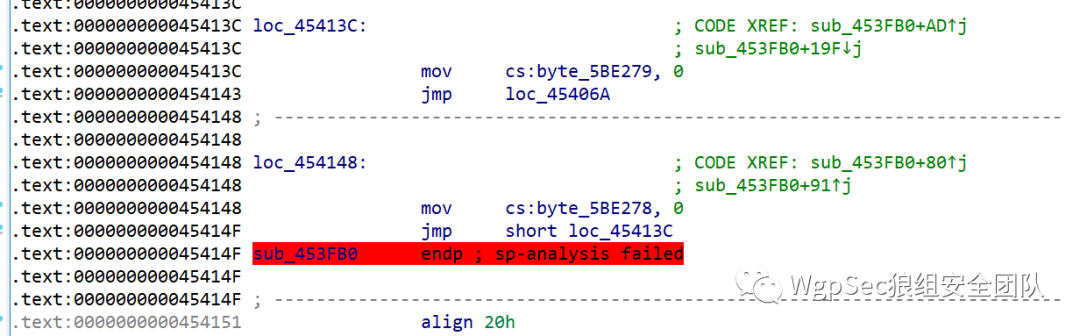 .text:000000000045413C
.text:000000000045413C loc_45413C: ; CODE XREF: sub_453FB0+AD↑j
.text:000000000045413C ; sub_453FB0+19F↓j
.text:000000000045413C mov cs:byte_5BE279, 0
.text:0000000000454143 jmp loc_45406A
.text:0000000000454148 ; ---------------------------------------------------------------------------
.text:0000000000454148
.text:0000000000454148 loc_454148: ; CODE XREF: sub_453FB0+80↑j
.text:0000000000454148 ; sub_453FB0+91↑j
.text:0000000000454148 mov cs:byte_5BE278, 0
.text:000000000045414F jmp short loc_45413C
.text:000000000045414F sub_453FB0 endp ; sp-analysis failed
.text:000000000045414F
.text:000000000045414F ; ---------------------------------------------------------------------------
.text:0000000000454151 align 20h
WgpSec狼组安全团队